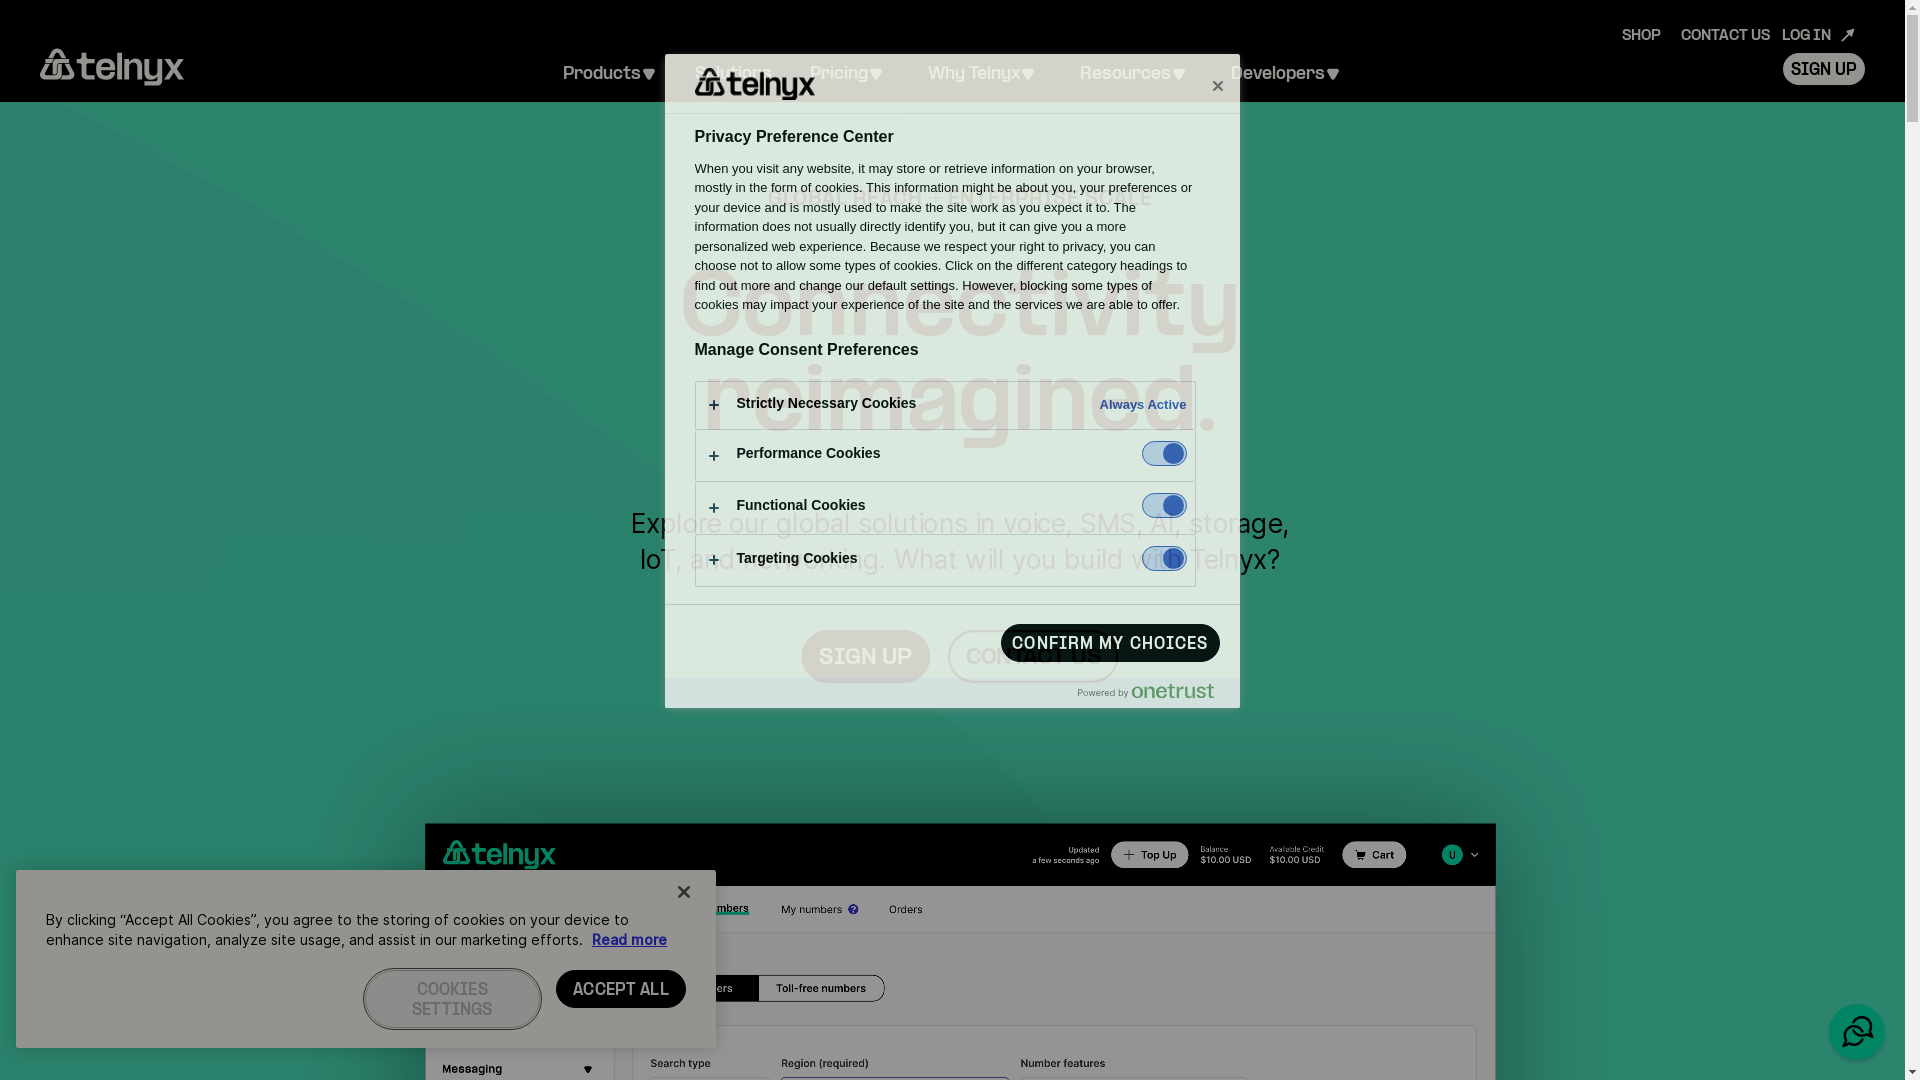 SHOP CONTACT US LOG IN
telnyx
Products Solutions Pricing Why Telnyx Resources Developers SIGN UP
telnyx
Privacy Preference Center
When you visit any website, it may store or retrieve information on your browser,
mostly in the form of cookies. This information might be about you, your preferences or
your device and is mostly used to make the site work as you expect it to. The
information does not usually directly identify you, but it can give you a more
personalized web experience. Because we respect your right to privacy, you can
choose not to allow some types of cookies. Click on the different category headings to
find out more and change our default settings. However, blocking some types of
cookies may impact your experience of the site and the services we are able to offer.
GLOBAL REACH + ENTERPRISE SCALE
Connectivity
reimagined.
Manage Consent Preferences
Strictly Necessary Cookies Always Active
Performance Cookies
Functional Cookies
Targeting Cookies
Explore our global solutions in voice, SMS, AI, storage,
IoT, and networking. What will you build with Telnyx?
CONFIRM MY CHOICES
SIGN UP CONTACT US
Powered by onetrust
telnyx
Updated
a few seconds ago
Top Up
Balance
$10.00 USD
Available Credit
$10.00 USD
Cart
U
mbers My numbers ? Orders
ers Toll-free numbers
Search type Region (required) Number features
Messaging
By clicking “Accept All Cookies”, you agree to the storing of cookies on your device to
enhance site navigation, analyze site usage, and assist in our marketing efforts. Read more
COOKIES
SETTINGS
ACCEPT ALL